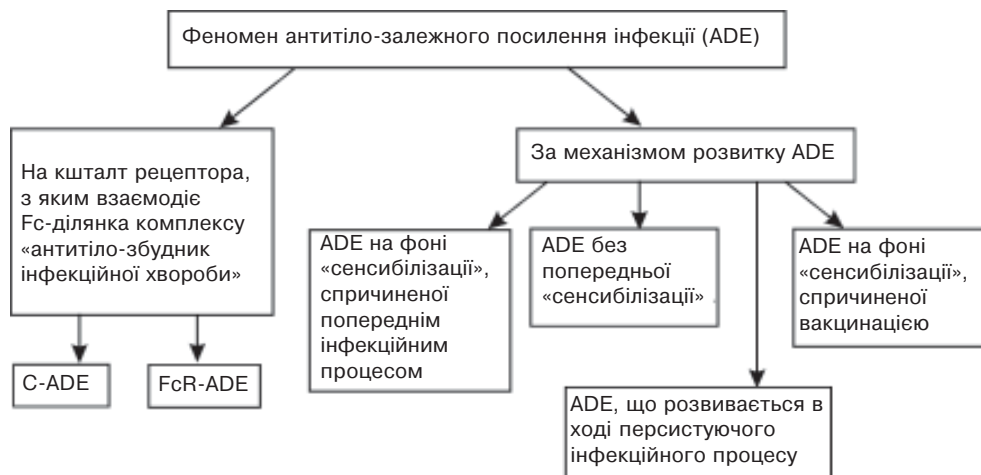 Феномен антитіло-залежного посилення інфекції (ADE)
На кшталт рецептора,
з яким взаємодіє
Fc-ділянка комплексу
«антитіло-збудник
інфекційної хвороби»
C-ADE
FcR-ADE
За механізмом розвитку ADE
ADE на фоні
«сенсибілізації»,
спричиненої
попереднім
інфекційним
процесом
ADE без
попередньої
«сенсибілізації»
ADE на фоні
«сенсибілізації»,
спричиненої
вакцинацією
ADE, що розвивається в
ході персистуючого
інфекційного процесу